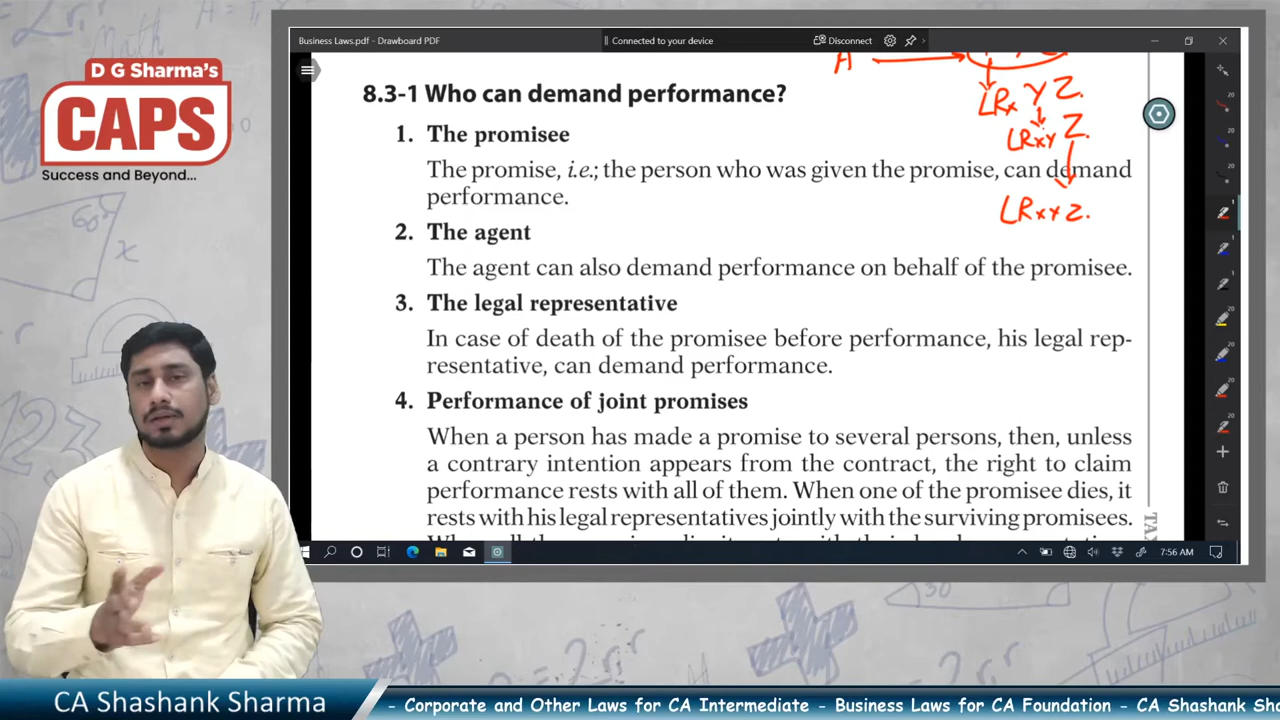 D G Sharma's
CAPS
Success and Beyond...
Business Laws.pdf - Drawboard PDF
Connected to your device
Disconnect
A
LRx Y Z.
LRxY Z.
LRxYZ.
8.3-1 Who can demand performance?
1. The promisee
The promise, i.e.; the person who was given the promise, can demand
performance.
2. The agent
The agent can also demand performance on behalf of the promisee.
3. The legal representative
In case of death of the promisee before performance, his legal rep-
resentative, can demand performance.
4. Performance of joint promises
When a person has made a promise to several persons, then, unless
a contrary intention appears from the contract, the right to claim
performance rests with all of them. When one of the promisee dies, it
rests with his legal representatives jointly with the surviving promisees.
TAX
7:56 AM
CA Shashank Sharma
- Corporate and Other Laws for CA Intermediate - Business Laws for CA Foundation - CA Shashank Sha